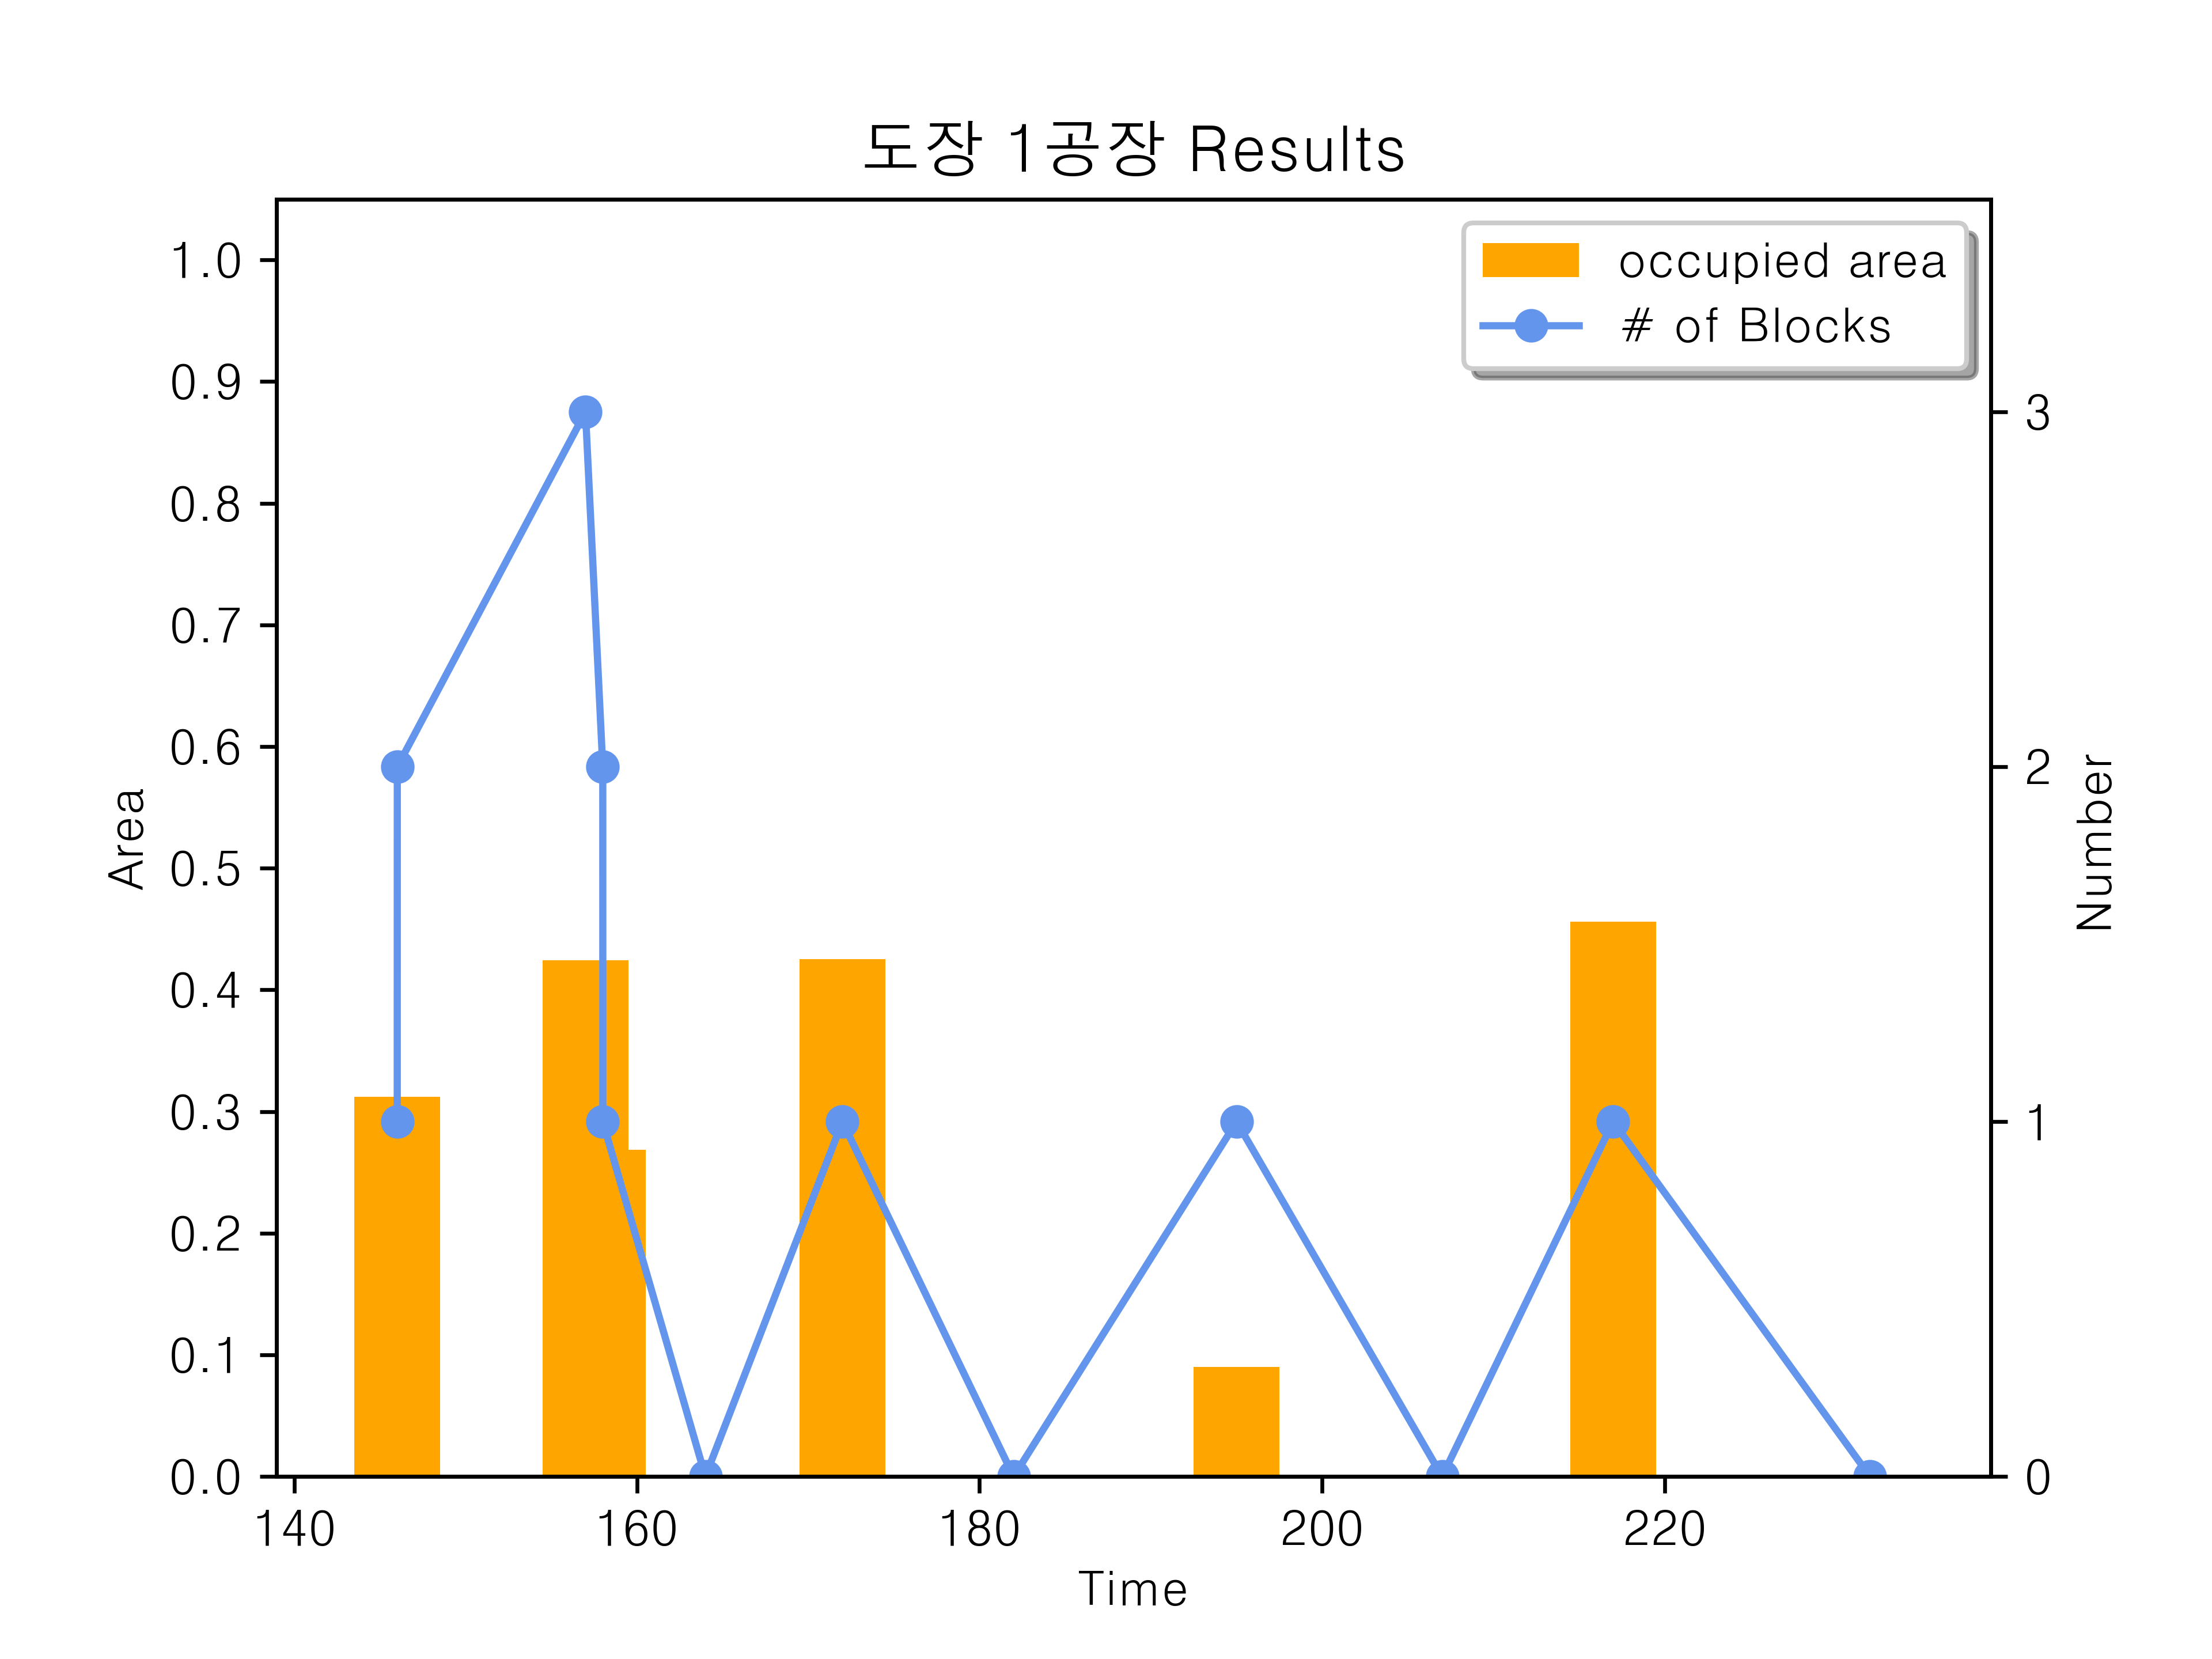 도장 1공장 Results
occupied area
# of Blocks
1.0
0.9
0.8
0.7
0.6
0.5
0.4
0.3
0.2
0.1
0.0
Area
3
2
1
0
Number
140 160 180 200 220
Time